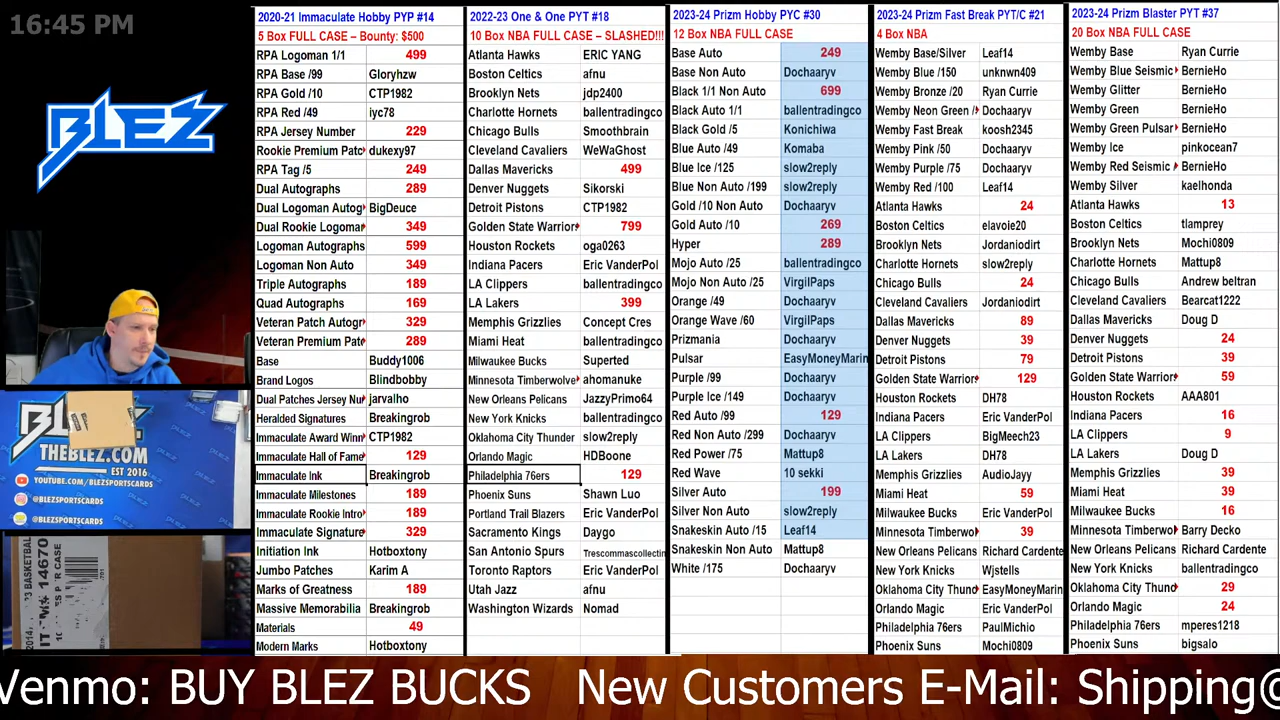 16:45 PM
BLEZ
BLEZ
THEBLEZ.COM
EST 2016
YOUTUBE.COM/BLEZSPORTSCARDS
@BLEZSPORTSCARDS
@BLEZSPORTSCARDS
2020-21 Immaculate Hobby PYP #14
5 Box FULL CASE – Bounty: $500
RPA Logoman 1/1 499
RPA Base /99 Gloryhzw
RPA Gold /10 CTP1982
RPA Red /49 iyc78
RPA Jersey Number 229
Rookie Premium Patc dukexy97
RPA Tag /5 249
Dual Autographs 289
Dual Logoman Autog BigDeuce
Dual Rookie Logoma 349
Logoman Autographs 599
Logoman Non Auto 349
Triple Autographs 189
Quad Autographs 169
Veteran Patch Autogr 329
Veteran Premium Pate 289
Base Buddy1006
Brand Logos Blindbobby
Dual Patches Jersey Nu jarvalho
Heralded Signatures Breakingrob
Immaculate Award Winn CTP1982
Immaculate Hall of Fame 129
Immaculate Ink Breakingrob
Immaculate Milestones 189
Immaculate Rookie Intro 189
Immaculate Signature 329
Initiation Ink Hotboxtony
Jumbo Patches Karim A
Marks of Greatness 189
Massive Memorabilia Breakingrob
Materials 49
Modern Marks Hotboxtony
2022-23 One & One PYT #18
10 Box NBA FULL CASE – SLASHED!!!
Atlanta Hawks ERIC YANG
Boston Celtics afnu
Brooklyn Nets jdp2400
Charlotte Hornets ballentradingco
Chicago Bulls Smoothbrain
Cleveland Cavaliers WeWaGhost
Dallas Mavericks 499
Denver Nuggets Sikorski
Detroit Pistons CTP1982
Golden State Warrior 799
Houston Rockets oga0263
Indiana Pacers Eric VanderPol
LA Clippers ballentradingco
LA Lakers 399
Memphis Grizzlies Concept Cres
Miami Heat ballentradingco
Milwaukee Bucks Superted
Minnesota Timberwolve ahomanuke
New Orleans Pelicans JazzyPrimo64
New York Knicks ballentradingco
Oklahoma City Thunder slow2reply
Orlando Magic HDBoone
Philadelphia 76ers 129
Phoenix Suns Shawn Luo
Portland Trail Blazers Eric VanderPol
Sacramento Kings Daygo
San Antonio Spurs Trescommascollectin
Toronto Raptors Eric VanderPol
Utah Jazz afnu
Washington Wizards Nomad
2023-24 Prizm Hobby PYC #30
12 Box NBA FULL CASE
Base Auto 249
Base Non Auto Dochaaryv
Black 1/1 Non Auto 699
Black Auto 1/1 ballentradingco
Black Gold /5 Konichiwa
Blue Auto /49 Komaba
Blue Ice /125 slow2reply
Blue Non Auto /199 slow2reply
Gold /10 Non Auto Dochaaryv
Gold Auto /10 269
Hyper 289
Mojo Auto /25 ballentradingco
Mojo Non Auto /25 VirgilPaps
Orange /49 Dochaaryv
Orange Wave /60 VirgilPaps
Prizmania Dochaaryv
Pulsar EasyMoneyMarin
Purple /99 Dochaaryv
Purple Ice /149 Dochaaryv
Red Auto /99 129
Red Non Auto /299 Dochaaryv
Red Power /75 Mattup8
Red Wave 10 sekki
Silver Auto 199
Silver Non Auto slow2reply
Snakeskin Auto /15 Leaf14
Snakeskin Non Auto Mattup8
White /175 Dochaaryv
2023-24 Prizm Fast Break PYT/C #21
4 Box NBA
Wemby Base/Silver Leaf14
Wemby Blue /150 unknwn409
Wemby Bronze /20 Ryan Currie
Wemby Neon Green / Dochaaryv
Wemby Fast Break koosh2345
Wemby Pink /50 Dochaaryv
Wemby Purple /75 Dochaaryv
Wemby Red /100 Leaf14
Atlanta Hawks 24
Boston Celtics elavoie20
Brooklyn Nets Jordaniodirt
Charlotte Hornets slow2reply
Chicago Bulls 24
Cleveland Cavaliers Jordaniodirt
Dallas Mavericks 89
Denver Nuggets 39
Detroit Pistons 79
Golden State Warrior 129
Houston Rockets DH78
Indiana Pacers Eric VanderPol
LA Clippers BigMeech23
LA Lakers DH78
Memphis Grizzlies AudioJayy
Miami Heat 59
Milwaukee Bucks Eric VanderPol
Minnesota Timberwo 39
New Orleans Pelicans Richard Cardente
New York Knicks Wjstells
Oklahoma City Thund EasyMoneyMarin
Orlando Magic Eric VanderPol
Philadelphia 76ers PaulMichio
Phoenix Suns Mochi0809
2023-24 Prizm Blaster PYT #37
20 Box NBA FULL CASE
Wemby Base Ryan Currie
Wemby Blue Seismic BernieHo
Wemby Glitter BernieHo
Wemby Green BernieHo
Wemby Green Pulsar BernieHo
Wemby Ice pinkocean7
Wemby Red Seismic BernieHo
Wemby Silver kaelhonda
Atlanta Hawks 13
Boston Celtics tlamprey
Brooklyn Nets Mochi0809
Charlotte Hornets Mattup8
Chicago Bulls Andrew beltran
Cleveland Cavaliers Bearcat1222
Dallas Mavericks Doug D
Denver Nuggets 24
Detroit Pistons 39
Golden State Warrior 59
Houston Rockets AAA801
Indiana Pacers 16
LA Clippers 9
LA Lakers Doug D
Memphis Grizzlies 39
Miami Heat 39
Milwaukee Bucks 16
Minnesota Timberwo Barry Decko
New Orleans Pelicans Richard Cardente
New York Knicks ballentradingco
Oklahoma City Thun 29
Orlando Magic 24
Philadelphia 76ers mperes1218
Phoenix Suns bigsalo
Venmo: BUY BLEZ BUCKS New Customers E-Mail: Shipping@